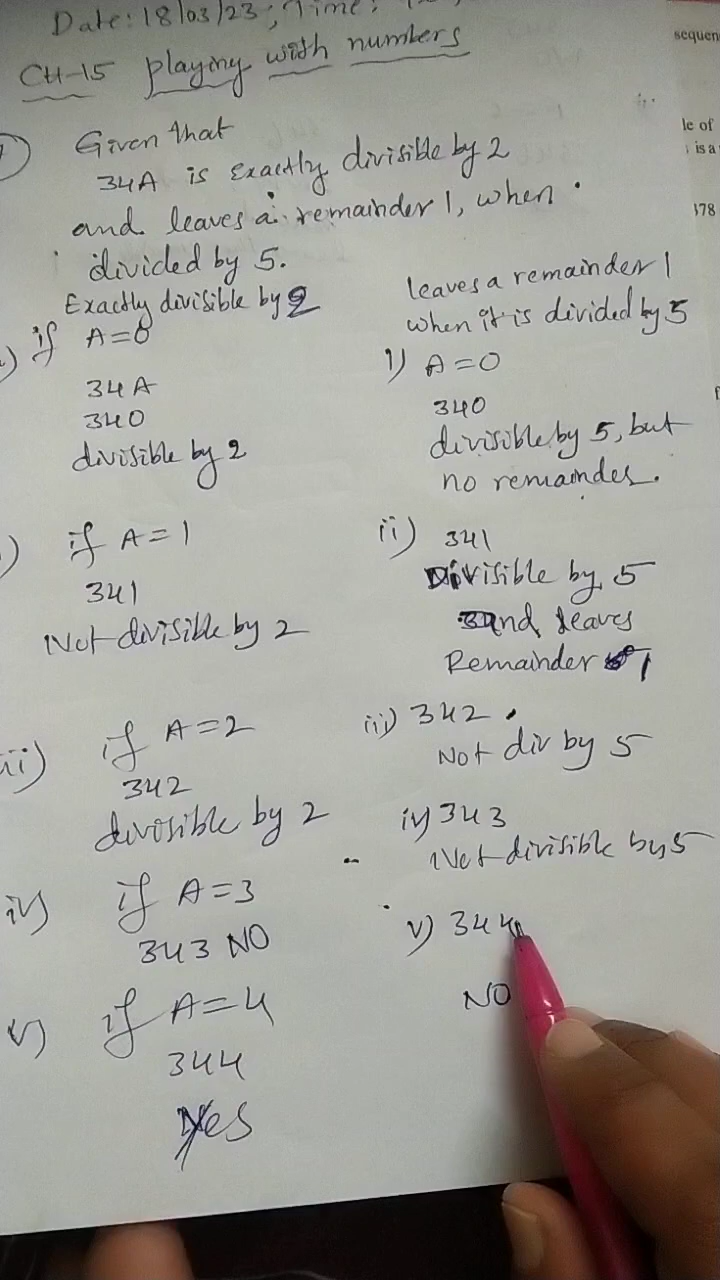 Date: 18/03/23, Time:
CH-15 playing with numbers
Given that
34A is exactly divisible by 2
and leaves a remainder 1, when
divided by 5.
Exactly divisible by 2
if A=0
34A
340
divisible by 2
if A=1
341
Not divisible by 2
iii) if A=2
342
divosible by 2
iv) if A=3
343 NO
v) if A=4
344
Yes
leaves a remainder 1
when it is divided by 5
i) A=0
340
divisible by 5, but
no remaindes.
ii) 341
Divisible by 5
and leaves
Remainder 1
iii) 342
Not div by 5
iv) 343
Not divisible by 5
v) 344
NO
sequen
le of
is a
178